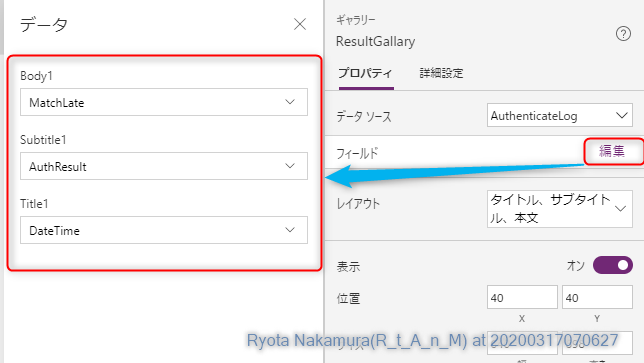 データ
Body1
MatchLate
Subtitle1
AuthResult
Title1
DateTime
ギャラリー
ResultGallary
プロパティ 詳細設定
データ ソース AuthenticateLog
フィールド 編集
レイアウト タイトル、サブタイト
ル、本文
表示 オン
位置 40 40
X Y
Ryota Nakamura(R_t_A_n_M) at 20200317070627